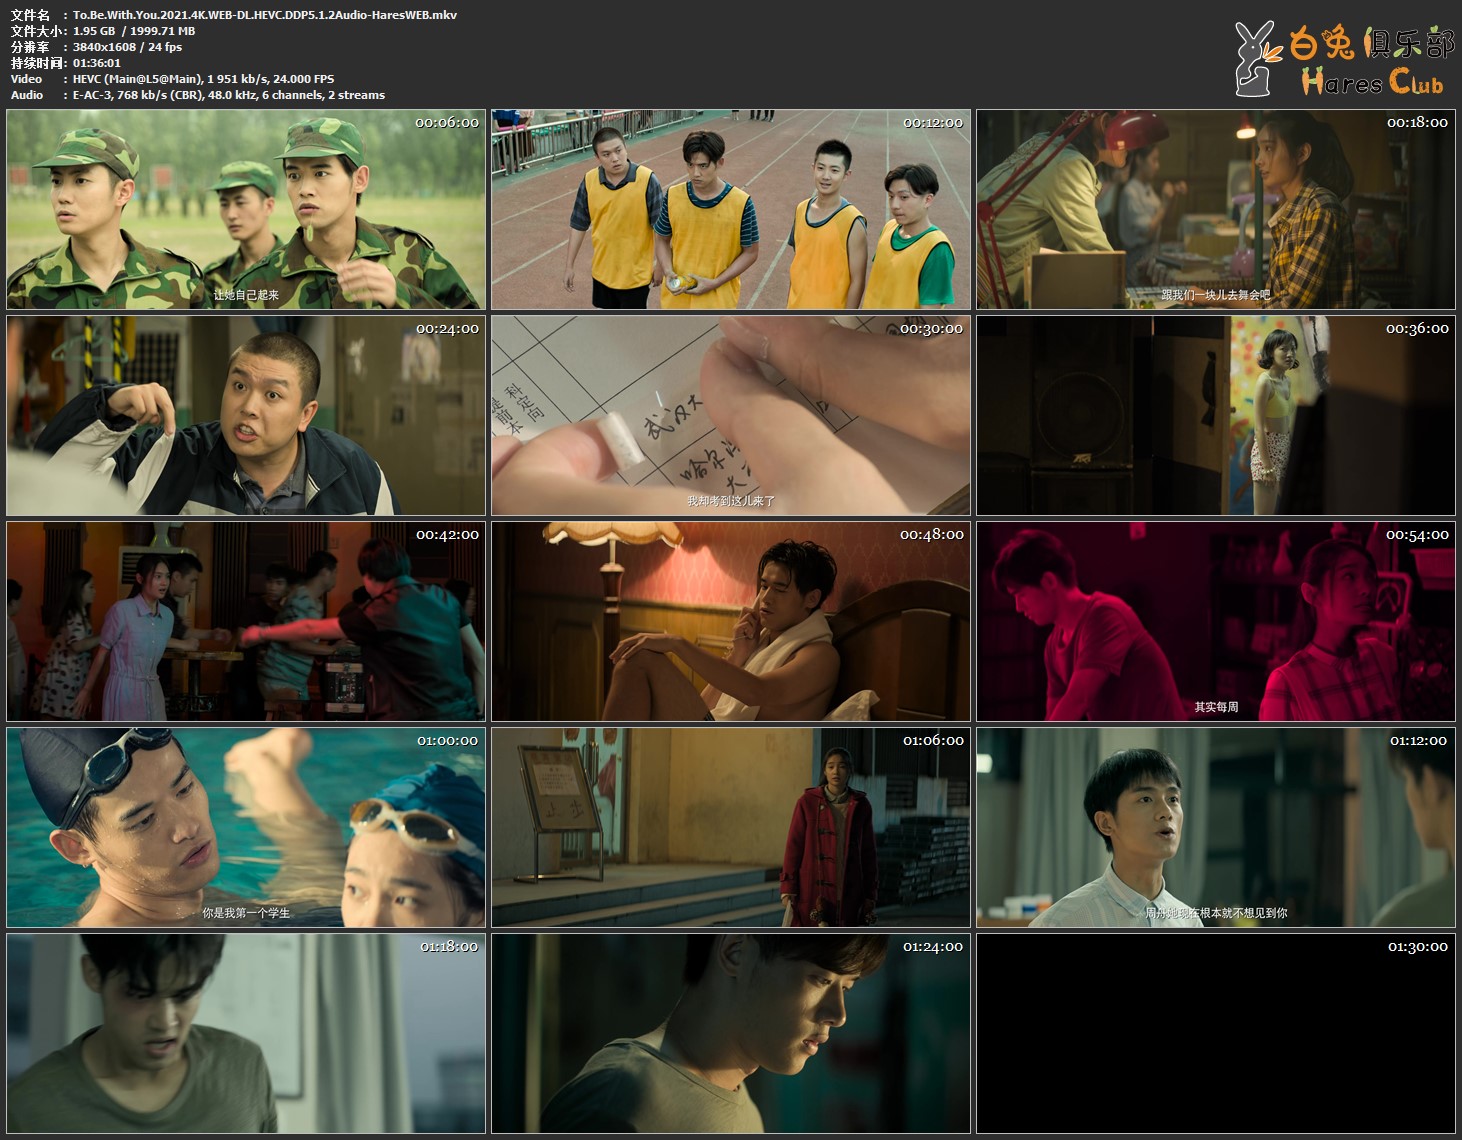 文件名 : To.Be.With.You.2021.4K.WEB-DL.HEVC.DDP5.1.2Audio-HaresWEB.mkv
文件大小: 1.95 GB / 1999.71 MB
分辨率 : 3840x1608 / 24 fps
持续时间: 01:36:01
Video : HEVC (Main@L5@Main), 1 951 kb/s, 24.000 FPS
Audio : E-AC-3, 768 kb/s (CBR), 48.0 kHz, 6 channels, 2 streams
白兔俱乐部
Hares Club
00:06:00
让她自己起来
00:12:00
00:18:00
跟我们一块儿去舞会吧
00:24:00
00:30:00
武汉大
哈尔
我却考到这儿来了
00:36:00
00:42:00
00:48:00
00:54:00
其实每周
01:00:00
你是我第一个学生
01:06:00
01:12:00
周舟她现在根本就不想见到你
01:18:00
01:24:00
01:30:00